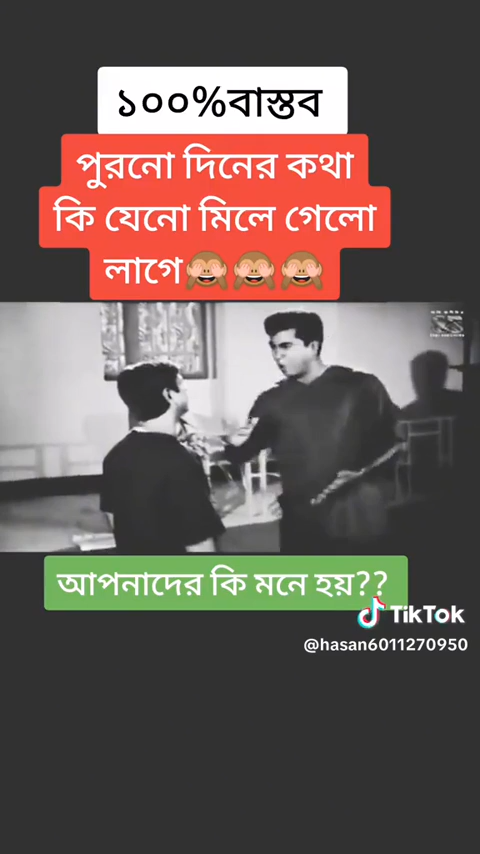 ১০০%বাস্তব
পুরনো দিনের কথা
কি যেনো মিলে গেলো
লাগে🙈🙈🙈
আপনাদের কি মনে হয়??
TikTok
@hasan6011270950